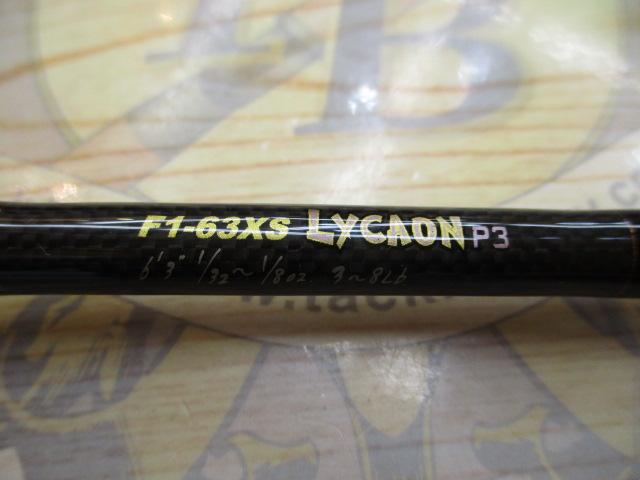 F1-63XS LYCAON P3
6'3" 1/32~1/8oz. 3~8Lb